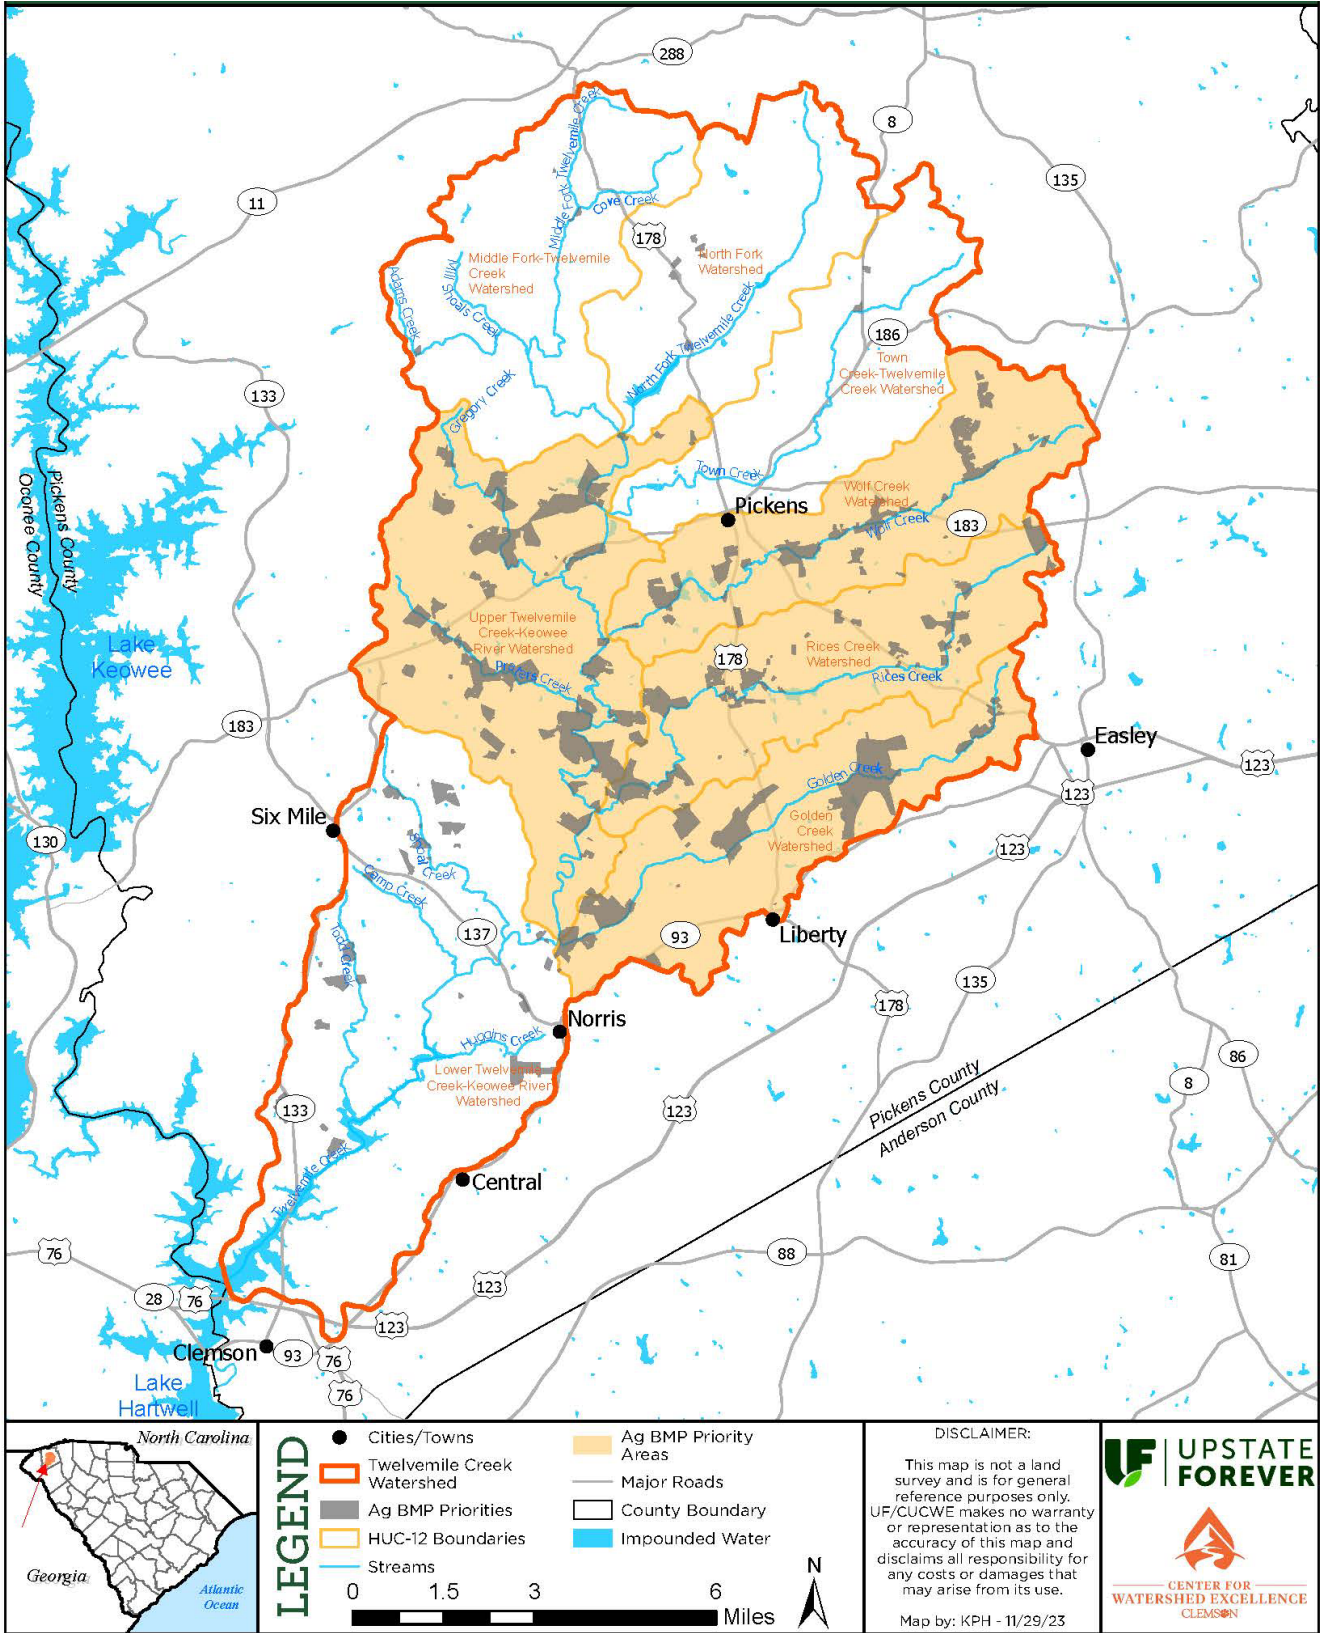 288
8
135
11
Middle Fork Twelvemile Creek
Cove Creek
178
Middle Fork-Twelvemile
Creek
Watershed
North Fork
Watershed
Adams Creek
Mill Shoals Creek
North Fork Twelvemile Creek
186
Town
Creek-Twelvemile
Creek Watershed
133
Gregory Creek
Town Creek
Pickens
Wolf Creek
Watershed
Wolf Creek
183
Pickens County
Oconee County
Lake
Keowee
Upper Twelvemile
Creek-Keowee
River Watershed
Praters Creek
178
Rices Creek
Watershed
Rices Creek
183
Easley
123
123
Golden Creek
Golden
Creek
Watershed
Six Mile
130
123
Shoal Creek
Camp Creek
137
93
Liberty
Todd Creek
178
135
Norris
Huggins Creek
Lower Twelvemile
Creek-Keowee River
Watershed
86
8
133
123
Pickens County
Anderson County
Twelvemile Creek
Central
76
88
81
28
76
123
123
Clemson
93
76
76
Lake
Hartwell
North Carolina
Georgia
Atlantic
Ocean
LEGEND
Cities/Towns
Twelvemile Creek
Watershed
Ag BMP Priorities
HUC-12 Boundaries
Streams
Ag BMP Priority
Areas
Major Roads
County Boundary
Impounded Water
0 1.5 3 6
Miles
N
DISCLAIMER:
This map is not a land
survey and is for general
reference purposes only.
UF/CUCWE makes no warranty
or representation as to the
accuracy of this map and
disclaims all responsibility for
any costs or damages that
may arise from its use.
Map by: KPH - 11/29/23
UF
UPSTATE
FOREVER
CENTER FOR
WATERSHED EXCELLENCE
CLEMSON